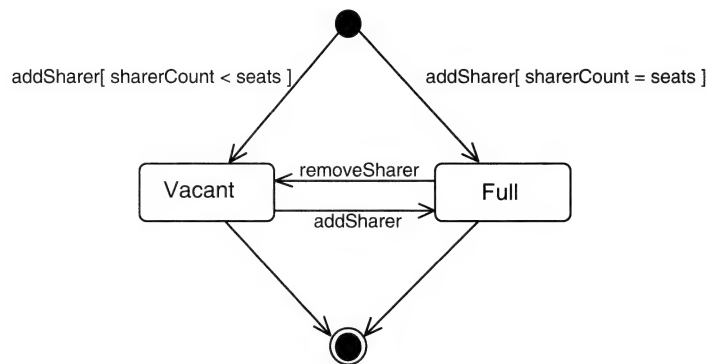 addSharer[ sharerCount < seats ]
addSharer[ sharerCount = seats ]
removeSharer
Vacant
Full
addSharer